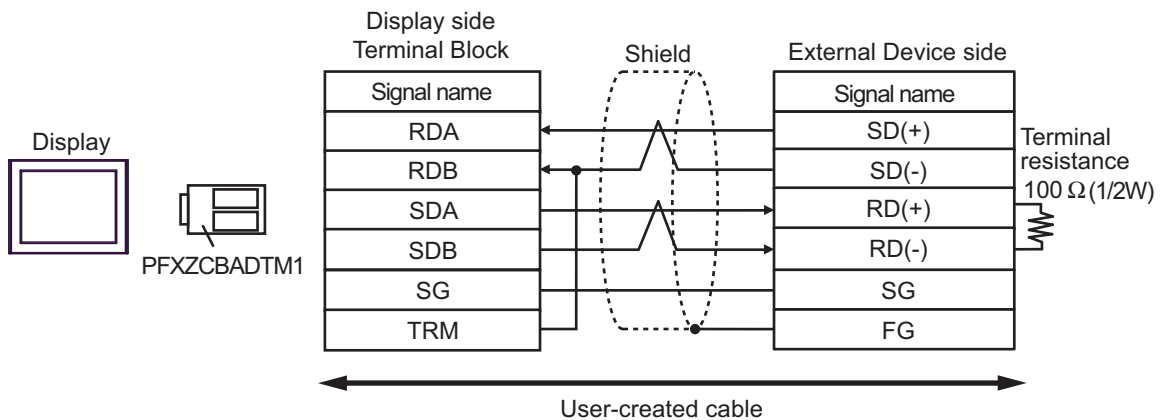 Display side
Terminal Block
Shield
External Device side
Signal name
Signal name
RDA
SD(+)
Display
Terminal
resistance
100 Ω (1/2W)
RDB
SD(-)
SDA
RD(+)
SDB
RD(-)
PFXZCBADTM1
SG
SG
TRM
FG
User-created cable